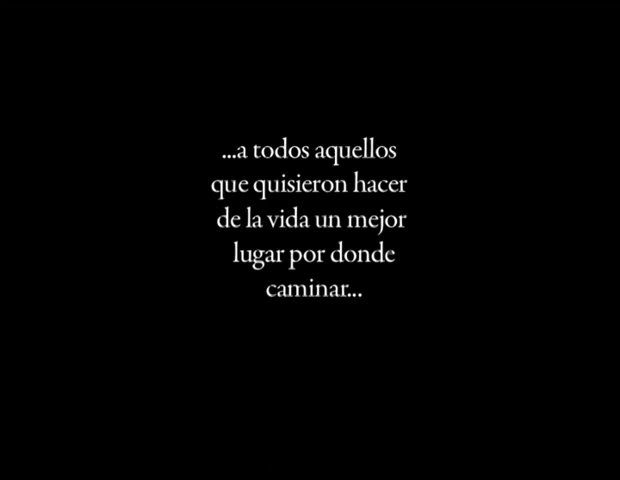 ...a todos aquellos
que quisieron hacer
de la vida un mejor
lugar por donde
caminar...